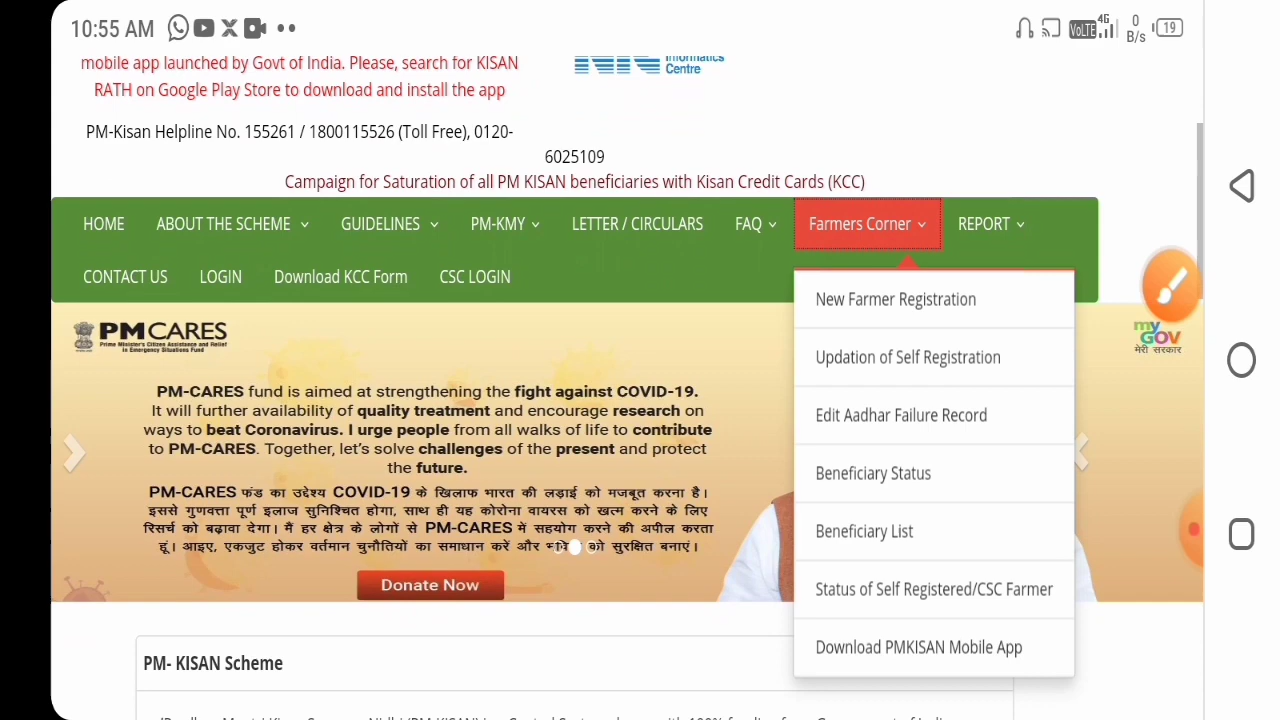 10:55 AM
4G
VoLTE
0
B/s
19
mobile app launched by Govt of India. Please, search for KISAN
RATH on Google Play Store to download and install the app
Informatics
Centre
PM-Kisan Helpline No. 155261 / 1800115526 (Toll Free), 0120-
6025109
Campaign for Saturation of all PM KISAN beneficiaries with Kisan Credit Cards (KCC)
HOME ABOUT THE SCHEME GUIDELINES PM-KMY LETTER / CIRCULARS FAQ Farmers Corner REPORT
CONTACT US LOGIN Download KCC Form CSC LOGIN
New Farmer Registration
Updation of Self Registration
Edit Aadhar Failure Record
Beneficiary Status
Beneficiary List
Status of Self Registered/CSC Farmer
Download PMKISAN Mobile App
PM CARES
Prime Minister's Citizen Assistance and Relief
in Emergency Situations Fund
my
GOV
मेरी सरकार
PM-CARES fund is aimed at strengthening the fight against COVID-19.
It will further availability of quality treatment and encourage research on
ways to beat Coronavirus. I urge people from all walks of life to contribute
to PM-CARES. Together, let's solve challenges of the present and protect
the future.
PM-CARES फंड का उद्देश्य COVID-19 के खिलाफ भारत की लड़ाई को मजबूत करना है।
इससे गुणवत्ता पूर्ण इलाज सुनिश्चित होगा, साथ ही यह कोरोना वायरस को खत्म करने के लिए
रिसर्च को बढ़ावा देगा। मैं हर क्षेत्र के लोगों से PM-CARES में सहयोग करने की अपील करता
हूं। आइए, एकजुट होकर वर्तमान चुनौतियों का समाधान करें और को सुरक्षित बनाएं।
Donate Now
PM- KISAN Scheme